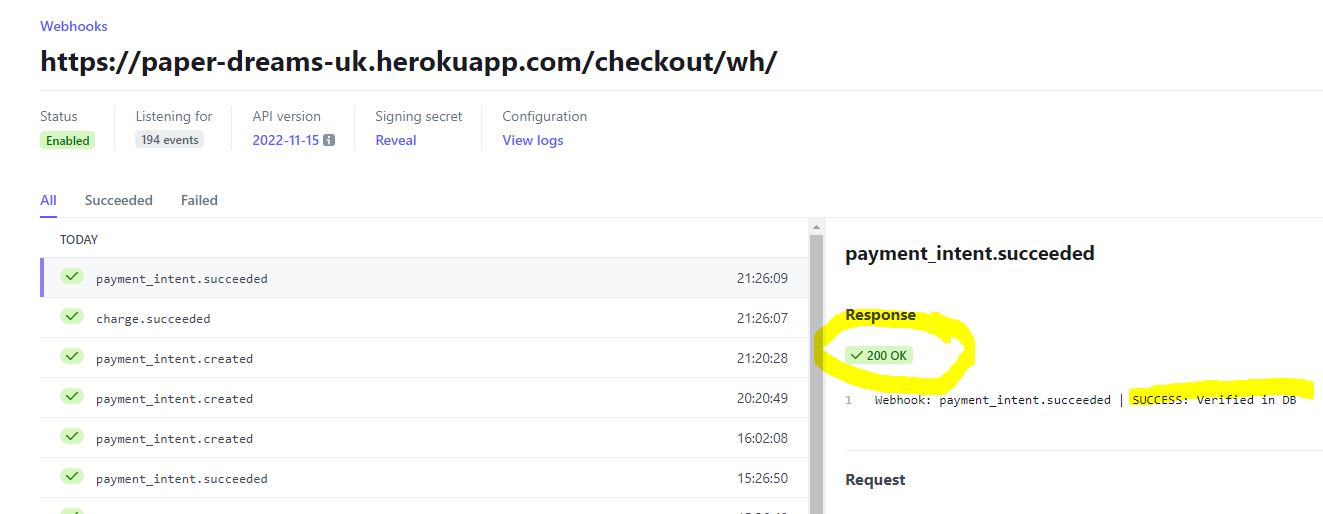 Webhooks
https://paper-dreams-uk.herokuapp.com/checkout/wh/
Status Listening for API version Signing secret Configuration
Enabled 194 events 2022-11-15 Reveal View logs
All Succeeded Failed
TODAY
payment_intent.succeeded 21:26:09
charge.succeeded 21:26:07
payment_intent.created 21:20:28
payment_intent.created 20:20:49
payment_intent.created 16:02:08
payment_intent.succeeded 15:26:50
payment_intent.succeeded
Response
200 OK
1 Webhook: payment_intent.succeeded | SUCCESS: Verified in DB
Request